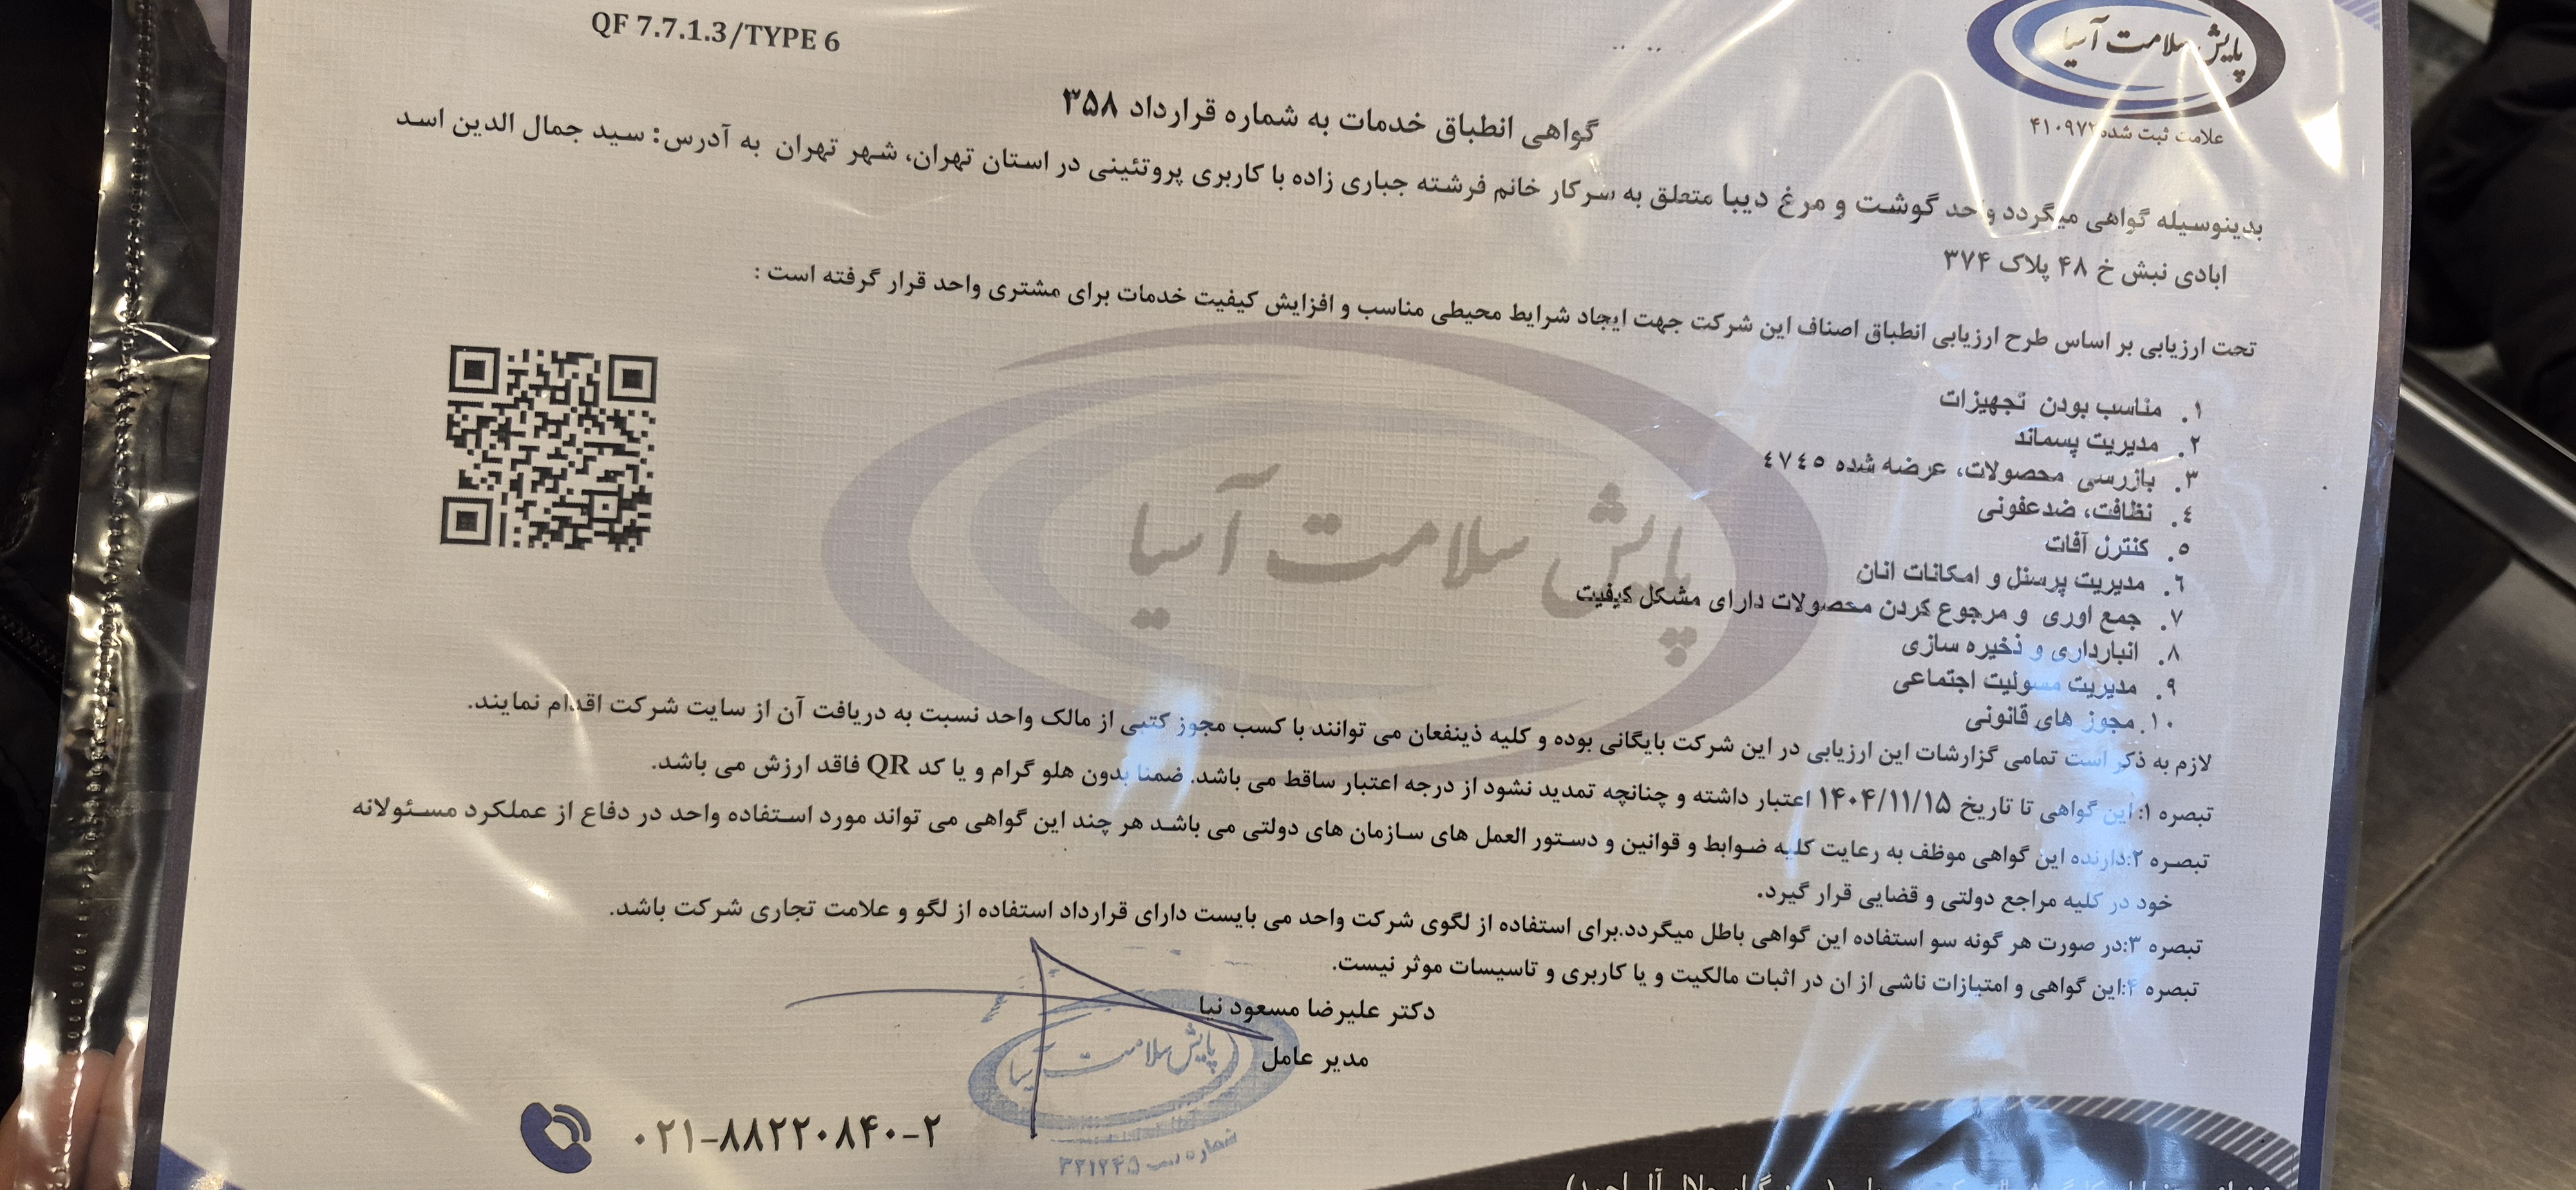 QF 7.7.1.3/TYPE 6
پایش سلامت آسیا
علامت ثبت شده
گواهی انطباق خدمات به شماره قرارداد ۳۵۸
بدینوسیله گواهی میگردد واحد گوشت و مرغ دیبا متعلق به سرکار خانم فرشته جباری زاده با کاربری پروتئینی در استان تهران، شهر تهران به آدرس: سید جمال الدین اسد
ابادی نبش خ ۴۸ پلاک ۳۷۴
تحت ارزیابی بر اساس طرح ارزیابی انطباق اصناف این شرکت جهت ایجاد شرایط محیطی مناسب و افزایش کیفیت خدمات برای مشتری واحد قرار گرفته است :
۱. مناسب بودن تجهیزات
۲. مدیریت پسماند
۳. بازرسی محصولات، عرضه شده ٤٧٤٥
٤. نظافت، ضدعفونی
٥. کنترل آفات
٦. مدیریت پرسنل و امکانات انان
۷. جمع اوری و مرجوع کردن محصولات دارای مشکل کیفیت
۸. انبارداری و ذخیره سازی
۹. مدیریت مسولیت اجتماعی
۱۰. مجوز های قانونی
پایش سلامت آسیا
لازم به ذکر است تمامی گزارشات این ارزیابی در این شرکت بایگانی بوده و کلیه ذینفعان می توانند با کسب مجوز کتبی از مالک واحد نسبت به دریافت آن از سایت شرکت اقدام نمایند.
تبصره ۱: این گواهی تا تاریخ ۱۴۰۴/۱۱/۱۵ اعتبار داشته و چنانچه تمدید نشود از درجه اعتبار ساقط می باشد. ضمنا بدون هلو گرام و یا کد QR فاقد ارزش می باشد.
تبصره ۲:دارنده این گواهی موظف به رعایت کلیه ضوابط و قوانین و دستور العمل های سازمان های دولتی می باشد هر چند این گواهی می تواند مورد استفاده واحد در دفاع از عملکرد مسئولانه
خود در کلیه مراجع دولتی و قضایی قرار گیرد.
تبصره ۳:در صورت هر گونه سو استفاده این گواهی باطل میگردد.برای استفاده از لگوی شرکت واحد می بایست دارای قرارداد استفاده از لگو و علامت تجاری شرکت باشد.
تبصره ۴:این گواهی و امتیازات ناشی از ان در اثبات مالکیت و یا کاربری و تاسیسات موثر نیست.
دکتر علیرضا مسعود نیا
مدیر عامل
پایش سلامت آسیا
شماره ثبت ۳۲۱۲۴۵
۰۲۱-۸۸۲۲۰۸۴۰-۲